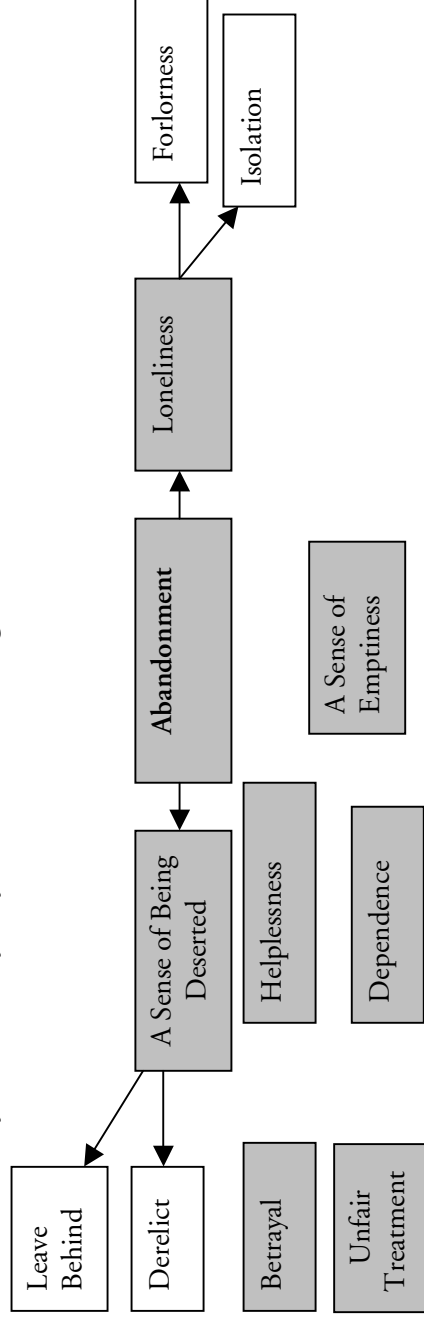 Leave
Behind
Derelict
Betrayal
Unfair
Treatment
A Sense of Being
Deserted
Helplessness
Dependence
Abandonment
A Sense of
Emptiness
Loneliness
Forlorness
Isolation